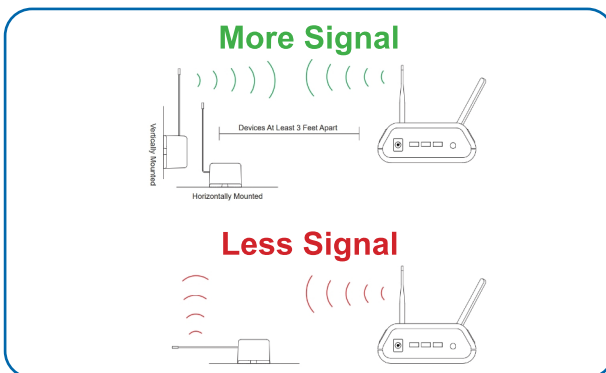 More Signal
Devices At Least 3 Feet Apart
Vertically Mounted
Horizontally Mounted
Less Signal